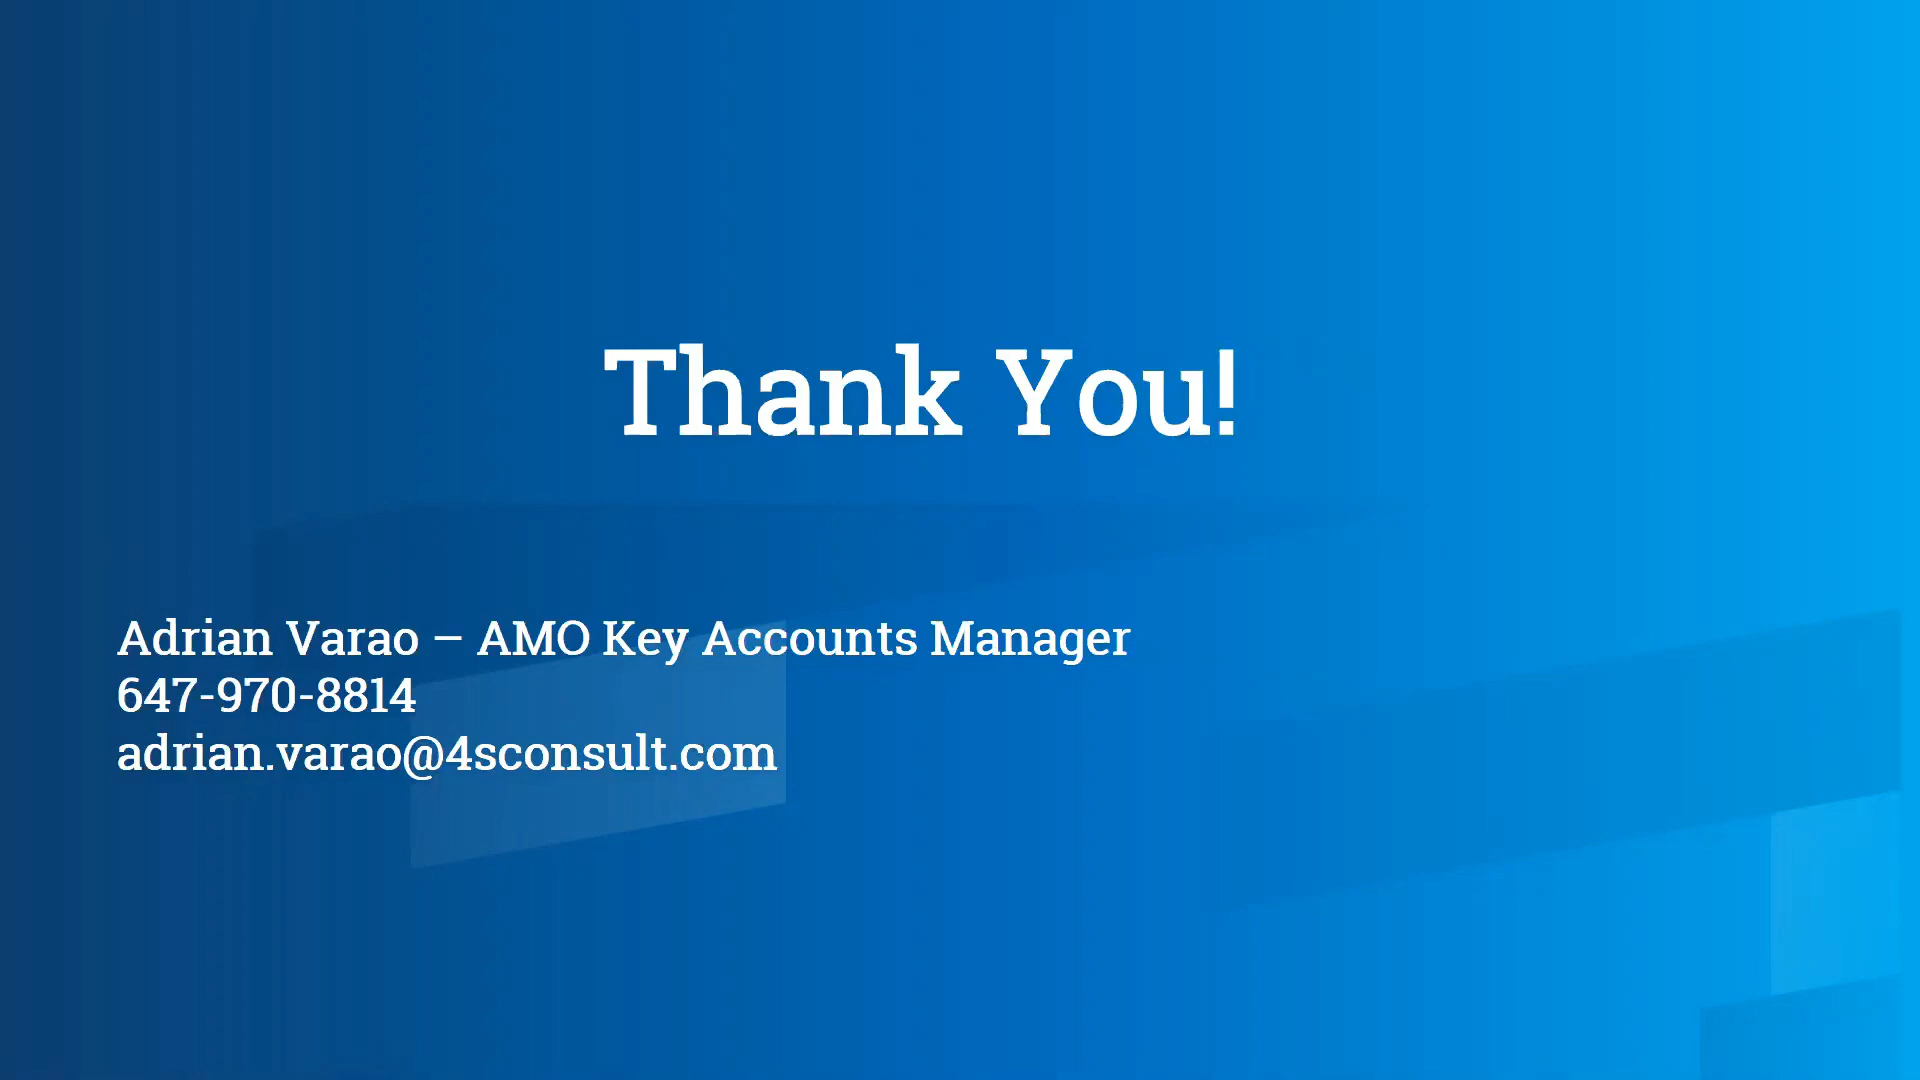 Thank You!
Adrian Varao – AMO Key Accounts Manager
647-970-8814
adrian.varao@4sconsult.com